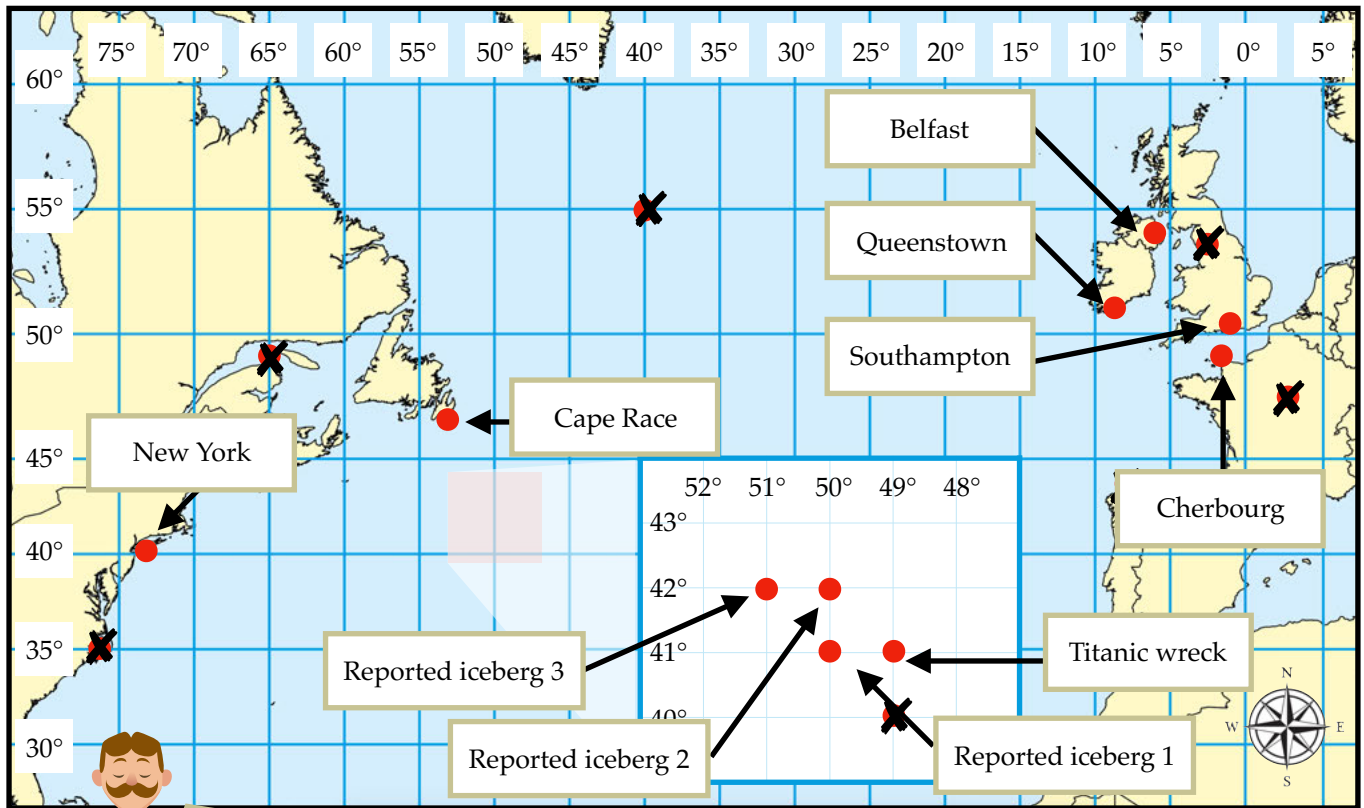 75° 70° 65° 60° 55° 50° 45° 40° 35° 30° 25° 20° 15° 10° 5° 0° 5°
60°
Belfast
55°
Queenstown
50°
Southampton
Cape Race
New York
45°
Cherbourg
40°
35°
30°
52° 51° 50° 49° 48°
43°
42°
41°
40°
Titanic wreck
Reported iceberg 3
Reported iceberg 2
Reported iceberg 1
N
W E
S